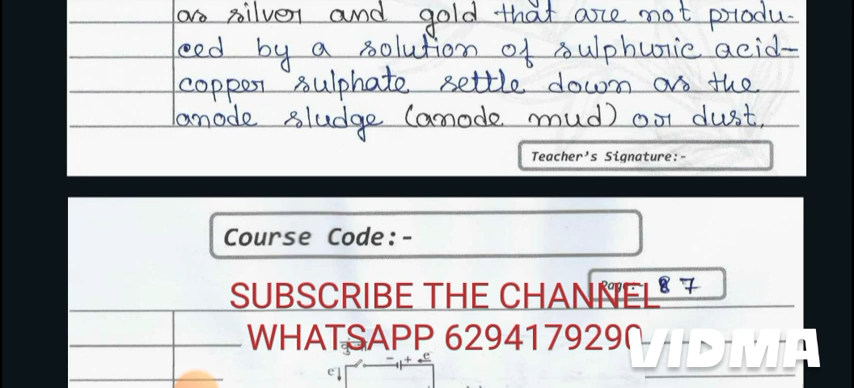 as silver and gold that are not produ-
ced by a solution of sulphuric acid-
copper sulphate settle down as the
anode sludge (anode mud) or dust.
Teacher's Signature:-
Course Code:-
87
SUBSCRIBE THE CHANNEL
WHATSAPP 6294179290
VIDMA
- + e
e↓